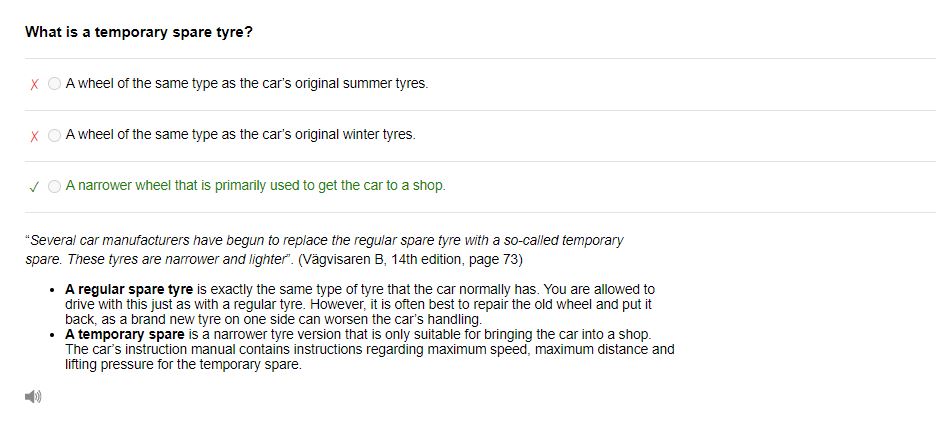 What is a temporary spare tyre?
X A wheel of the same type as the car's original summer tyres.
X A wheel of the same type as the car's original winter tyres.
✓ A narrower wheel that is primarily used to get the car to a shop.
"Several car manufacturers have begun to replace the regular spare tyre with a so-called temporary
spare. These tyres are narrower and lighter". (Vägvisaren B, 14th edition, page 73)
• A regular spare tyre is exactly the same type of tyre that the car normally has. You are allowed to
drive with this just as with a regular tyre. However, it is often best to repair the old wheel and put it
back, as a brand new tyre on one side can worsen the car's handling.
• A temporary spare is a narrower tyre version that is only suitable for bringing the car into a shop.
The car's instruction manual contains instructions regarding maximum speed, maximum distance and
lifting pressure for the temporary spare.